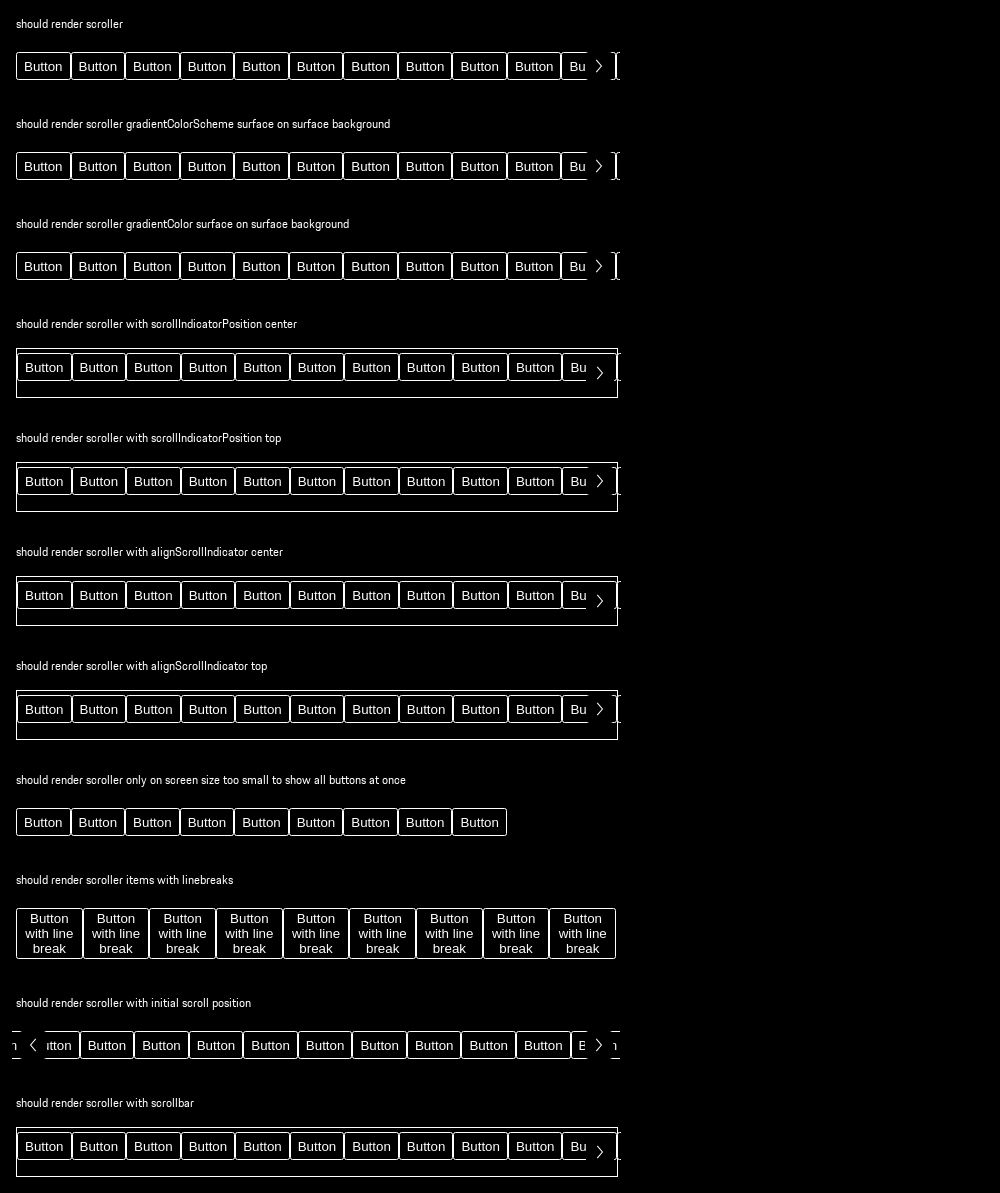 should render scroller
Button Button Button Button Button Button Button Button Button Button Bu
should render scroller gradientColorScheme surface on surface background
Button Button Button Button Button Button Button Button Button Button Bu
should render scroller gradientColor surface on surface background
Button Button Button Button Button Button Button Button Button Button Bu
should render scroller with scrollIndicatorPosition center
Button Button Button Button Button Button Button Button Button Button Bu
should render scroller with scrollIndicatorPosition top
Button Button Button Button Button Button Button Button Button Button Bu
should render scroller with alignScrollIndicator center
Button Button Button Button Button Button Button Button Button Button Bu
should render scroller with alignScrollIndicator top
Button Button Button Button Button Button Button Button Button Button Bu
should render scroller only on screen size too small to show all buttons at once
Button Button Button Button Button Button Button Button Button
should render scroller items with linebreaks
Button Button Button Button Button Button Button Button Button
with line with line with line with line with line with line with line with line with line
break break break break break break break break break
should render scroller with initial scroll position
n utton Button Button Button Button Button Button Button Button Button B n
should render scroller with scrollbar
Button Button Button Button Button Button Button Button Button Button Bu